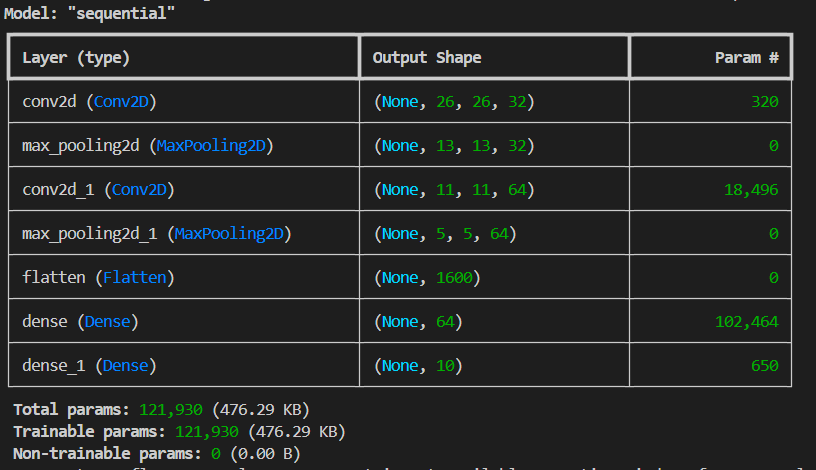 Model: "sequential"
Layer (type) Output Shape Param #
conv2d (Conv2D) (None, 26, 26, 32) 320
max_pooling2d (MaxPooling2D) (None, 13, 13, 32) 0
conv2d_1 (Conv2D) (None, 11, 11, 64) 18,496
max_pooling2d_1 (MaxPooling2D) (None, 5, 5, 64) 0
flatten (Flatten) (None, 1600) 0
dense (Dense) (None, 64) 102,464
dense_1 (Dense) (None, 10) 650
Total params: 121,930 (476.29 KB)
Trainable params: 121,930 (476.29 KB)
Non-trainable params: 0 (0.00 B)